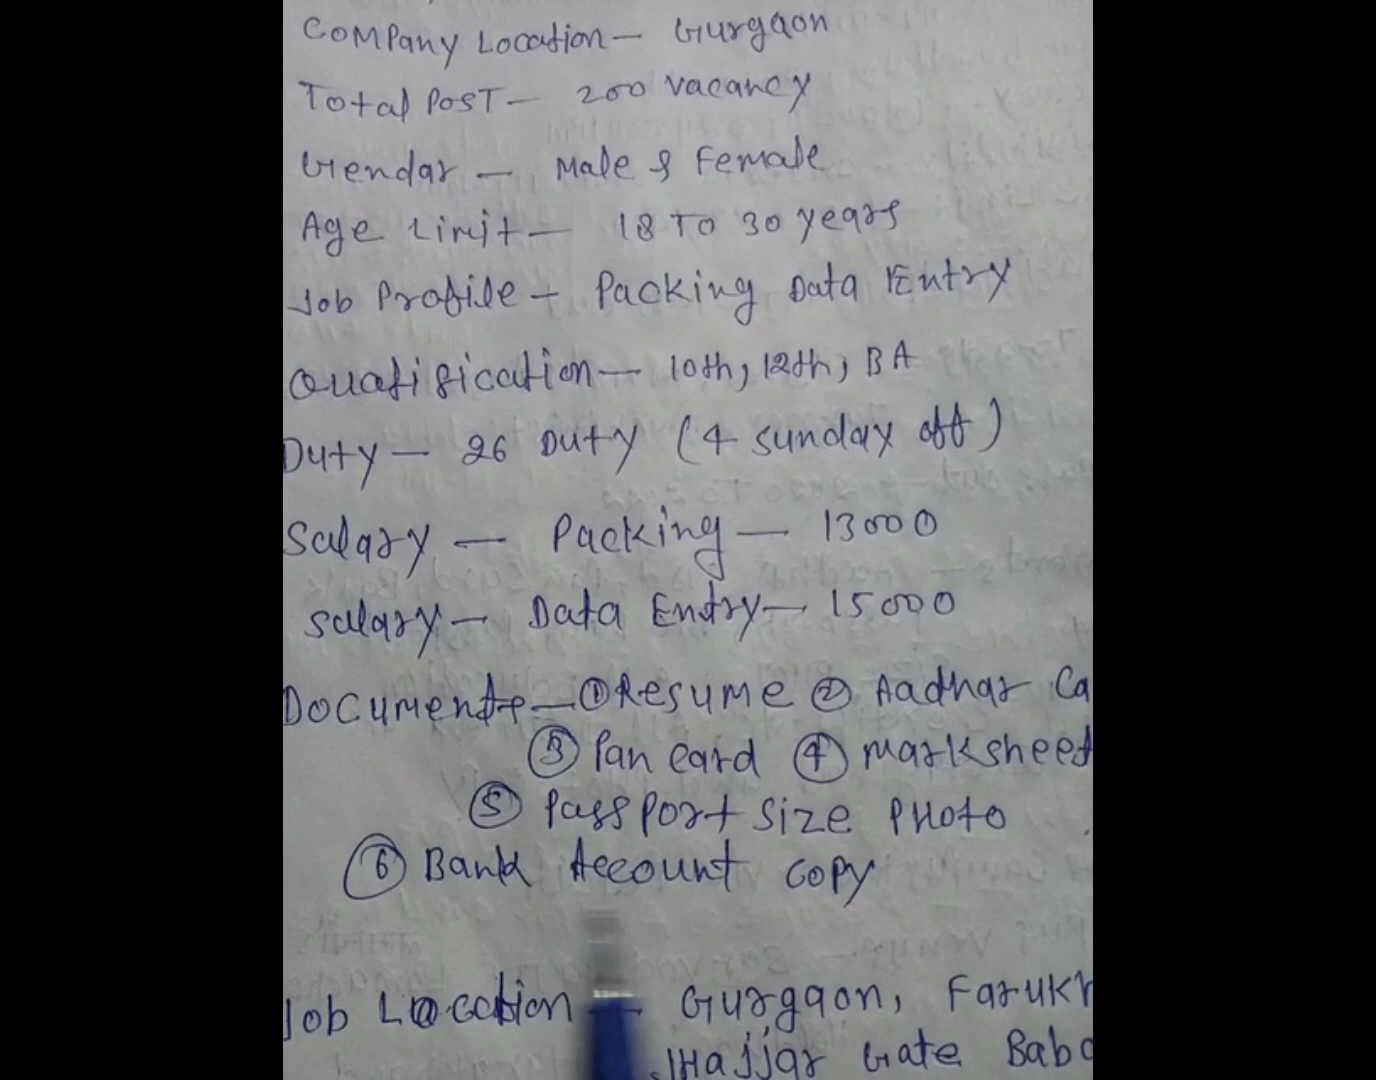 Company Location - Gurgaon
Total Post - 200 vacancy
Gendar - Male & Female
Age Limit - 18 To 30 years
Job Profile - Packing Data Entry
Qualification - 10th, 12th, BA
Duty - 26 Duty (4 Sunday off)
Salary - Packing - 13000
Salary - Data Entry - 15000
Documents - ① Resume ② Aadhar Ca
③ Pan Card ④ Marksheet
⑤ Passport Size Photo
⑥ Bank Account Copy
Job Location - Gurgaon, Farukh
Jhajjar Gate